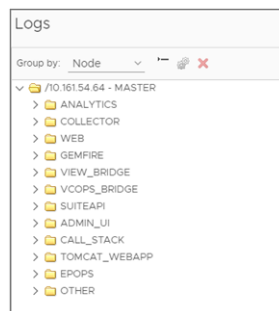 Logs
Group by: Node
/10.161.54.64 - MASTER
ANALYTICS
COLLECTOR
WEB
GEMFIRE
VIEW_BRIDGE
VCOPS_BRIDGE
SUITEAPI
ADMIN_UI
CALL_STACK
TOMCAT_WEBAPP
EPOPS
OTHER